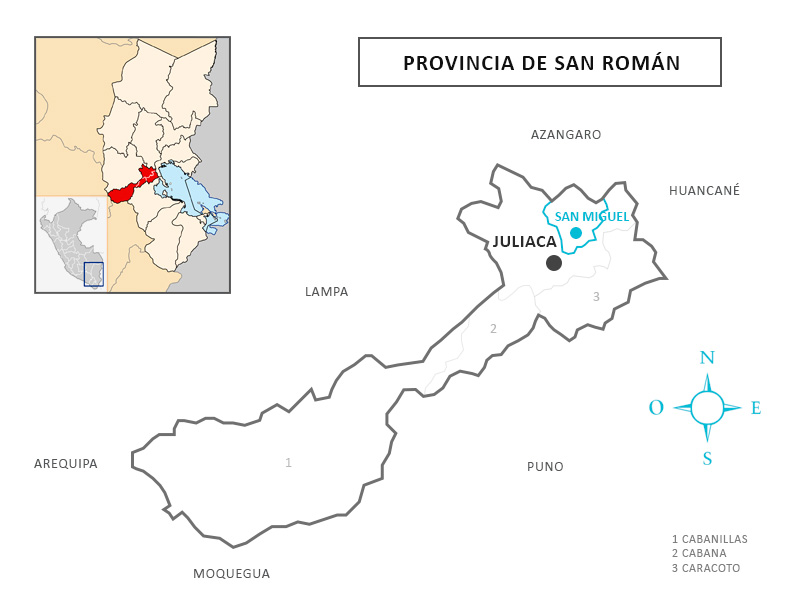 PROVINCIA DE SAN ROMÁN
AZANGARO
HUANCANÉ
SAN MIGUEL
JULIACA
LAMPA
3
2
N
O
E
S
1
AREQUIPA
PUNO
MOQUEGUA
1 CABANILLAS
2 CABANA
3 CARACOTO